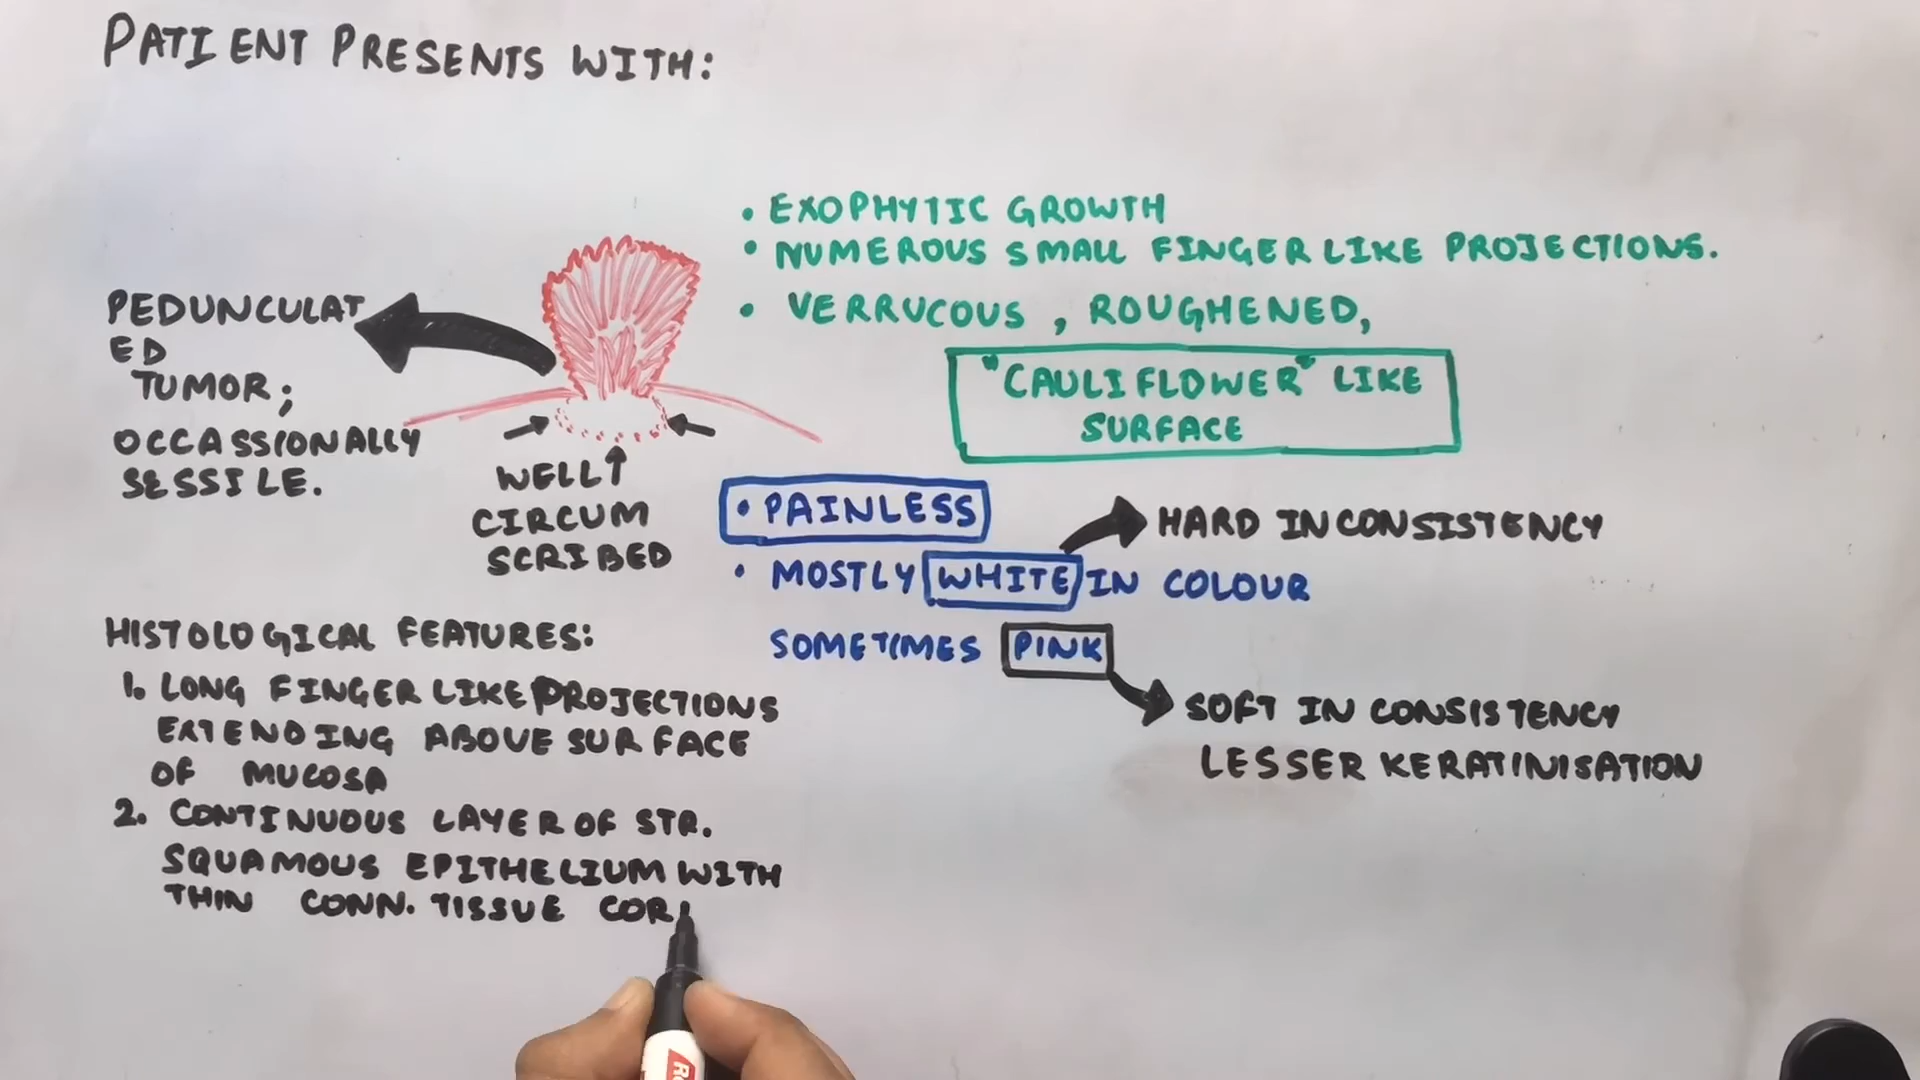 PATIENT PRESENTS WITH:
• EXOPHYTIC GROWTH
• NUMEROUS SMALL FINGER LIKE PROJECTIONS.
• VERRUCOUS, ROUGHENED,
"CAULIFLOWER" LIKE
SURFACE
PEDUNCULAT
ED
TUMOR;
OCCASSIONALLY
SESSILE.
WELL
CIRCUM
SCRIBED
• PAINLESS
• MOSTLY WHITE IN COLOUR
SOMETIMES PINK
HARD IN CONSISTENCY
SOFT IN CONSISTENCY
LESSER KERATINISATION
HISTOLOGICAL FEATURES:
1. LONG FINGER LIKE PROJECTIONS
EXTENDING ABOVE SURFACE
OF MUCOSA
2. CONTINUOUS LAYER OF STR.
SQUAMOUS EPITHELIUM WITH
THIN CONN. TISSUE COR